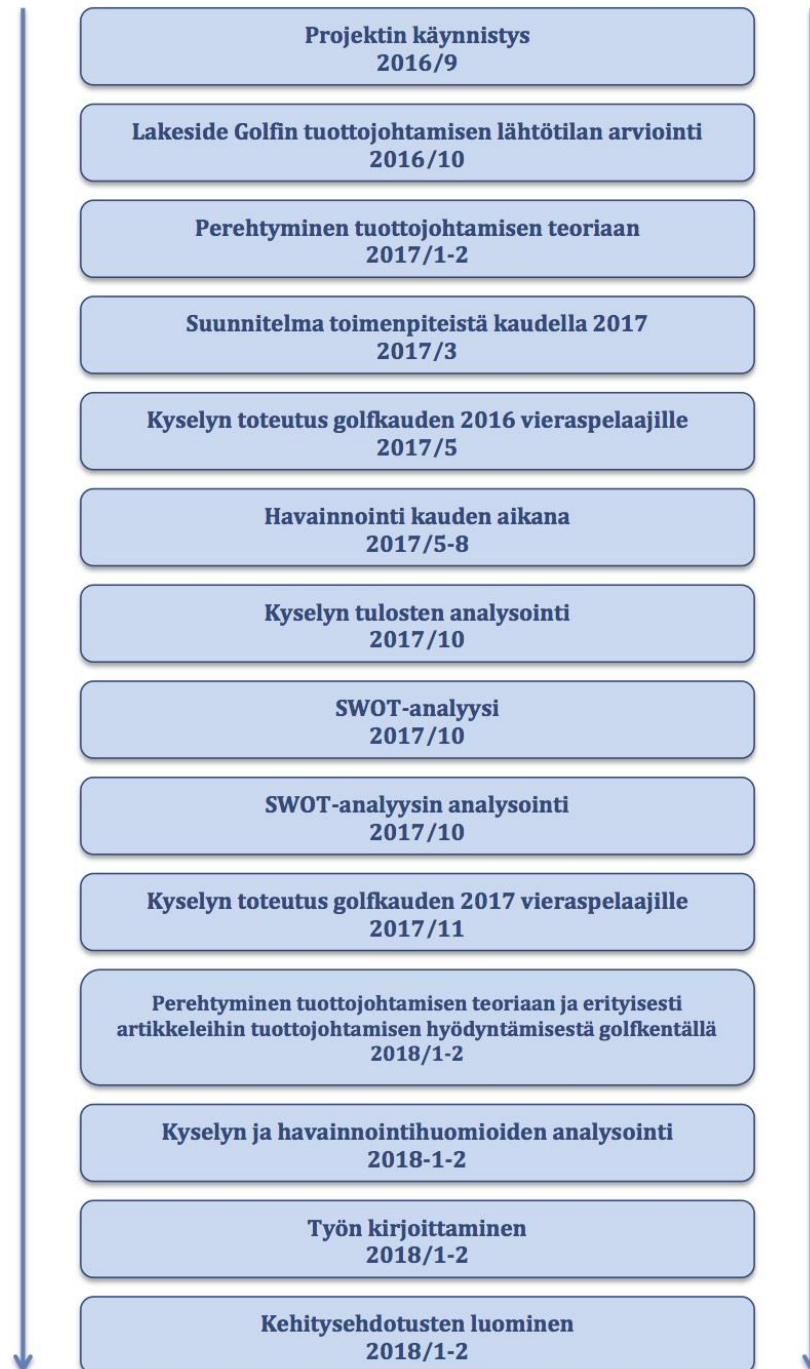 Projektin käynnistys
2016/9
Lakeside Golfin tuottojohtamisen lähtötilan arviointi
2016/10
Perehtyminen tuottojohtamisen teoriaan
2017/1-2
Suunnitelma toimenpiteistä kaudella 2017
2017/3
Kyselyn toteutus golfkauden 2016 vieraspelaajille
2017/5
Havainnointi kauden aikana
2017/5-8
Kyselyn tulosten analysointi
2017/10
SWOT-analyysi
2017/10
SWOT-analyysin analysointi
2017/10
Kyselyn toteutus golfkauden 2017 vieraspelaajille
2017/11
Perehtyminen tuottojohtamisen teoriaan ja erityisesti
artikkeleihin tuottojohtamisen hyödyntämisestä golfkentällä
2018/1-2
Kyselyn ja havainnointihuomioiden analysointi
2018-1-2
Työn kirjoittaminen
2018/1-2
Kehitysehdotusten luominen
2018/1-2